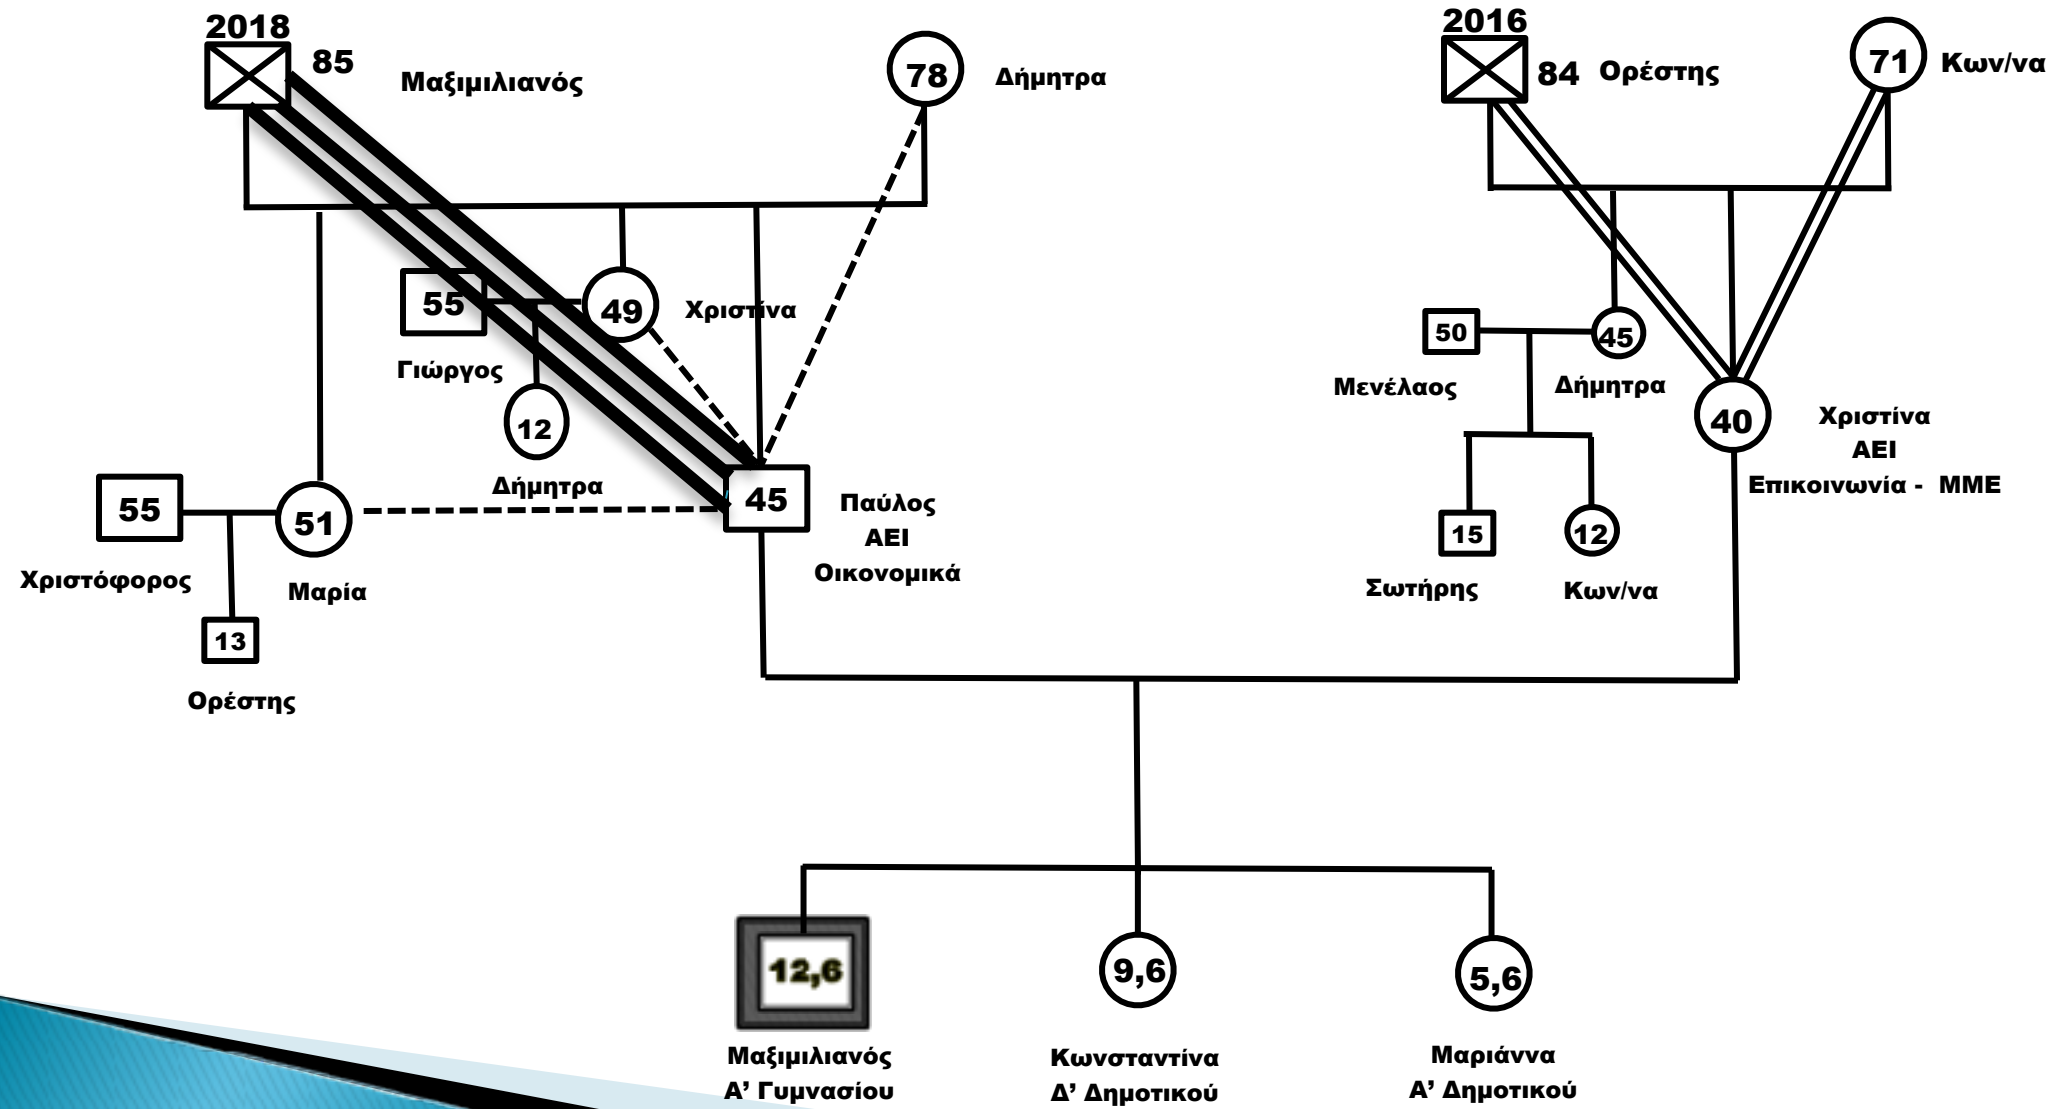 2018
85
Μαξιμιλιανός
78
Δήμητρα
2016
84
Ορέστης
71
Κων/να
55
Γιώργος
49
Χριστίνα
12
Δήμητρα
55
Χριστόφορος
51
Μαρία
13
Ορέστης
45
Παύλος
ΑΕΙ
Οικονομικά
50
Μενέλαος
45
Δήμητρα
15
Σωτήρης
12
Κων/να
40
Χριστίνα
ΑΕΙ
Επικοινωνία - ΜΜΕ
12,6
Μαξιμιλιανός
Α’ Γυμνασίου
9,6
Κωνσταντίνα
Δ’ Δημοτικού
5,6
Μαριάννα
Α’ Δημοτικού